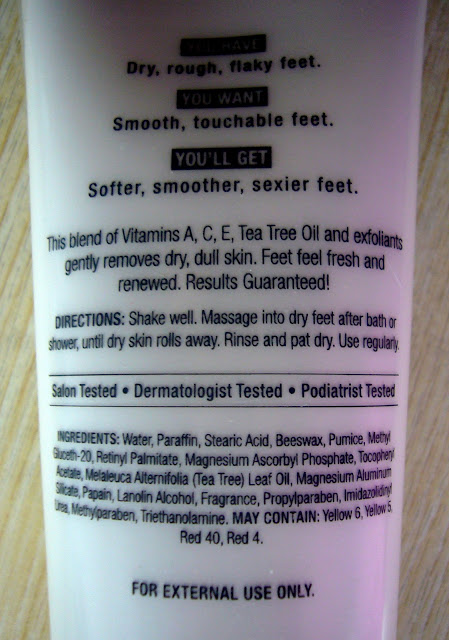 YOU HAVE
Dry, rough, flaky feet.
YOU WANT
Smooth, touchable feet.
YOU'LL GET
Softer, smoother, sexier feet.
This blend of Vitamins A, C, E, Tea Tree Oil and exfoliants
gently removes dry, dull skin. Feet feel fresh and
renewed. Results Guaranteed!
DIRECTIONS: Shake well. Massage into dry feet after bath or
shower, until dry skin rolls away. Rinse and pat dry. Use regularly.
Salon Tested • Dermatologist Tested • Podiatrist Tested
INGREDIENTS: Water, Paraffin, Stearic Acid, Beeswax, Pumice, Methyl
Gluceth-20, Retinyl Palmitate, Magnesium Ascorbyl Phosphate, Tocopheryl
Acetate, Melaleuca Alternifolia (Tea Tree) Leaf Oil, Magnesium Aluminum
Silicate, Papain, Lanolin Alcohol, Fragrance, Propylparaben, Imidazolidinyl
Urea, Methylparaben, Triethanolamine. MAY CONTAIN: Yellow 6, Yellow 5,
Red 40, Red 4.
FOR EXTERNAL USE ONLY.